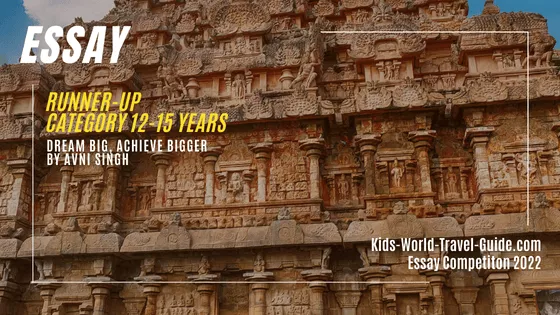 ESSAY
RUNNER-UP
CATEGORY 12-15 YEARS
DREAM BIG, ACHIEVE BIGGER
BY AVNI SINGH
Kids-World-Travel-Guide.com
Essay Competiton 2022